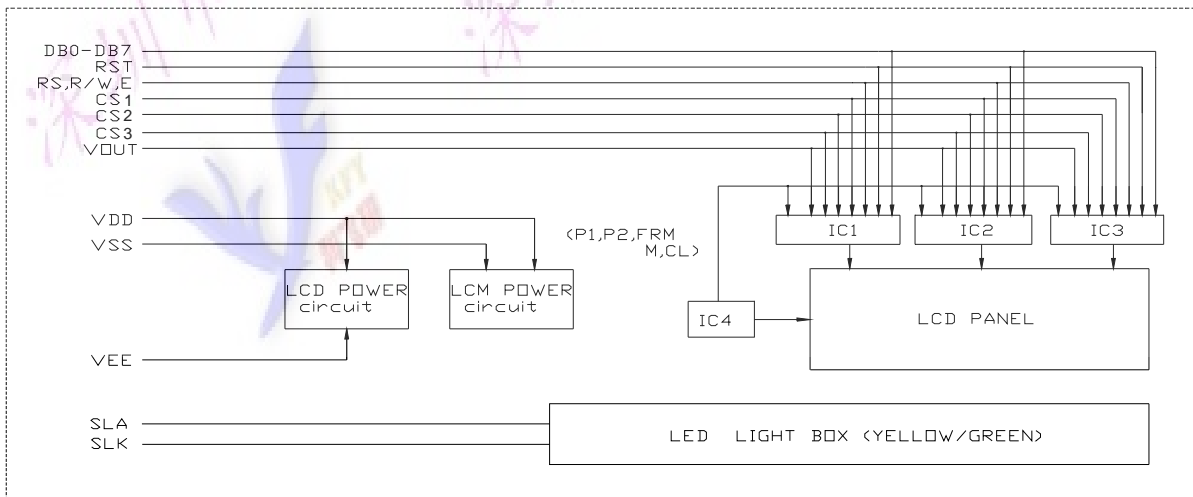 DB0-DB7
RST
RS,R/W,E
CS1
CS2
CS3
VOUT
VDD
VSS
(P1,P2,FRM
M,CL)
IC1
IC2
IC3
LCD POWER
circuit
LCM POWER
circuit
IC4
LCD PANEL
VEE
SLA
SLK
LED LIGHT BOX (YELLOW/GREEN)